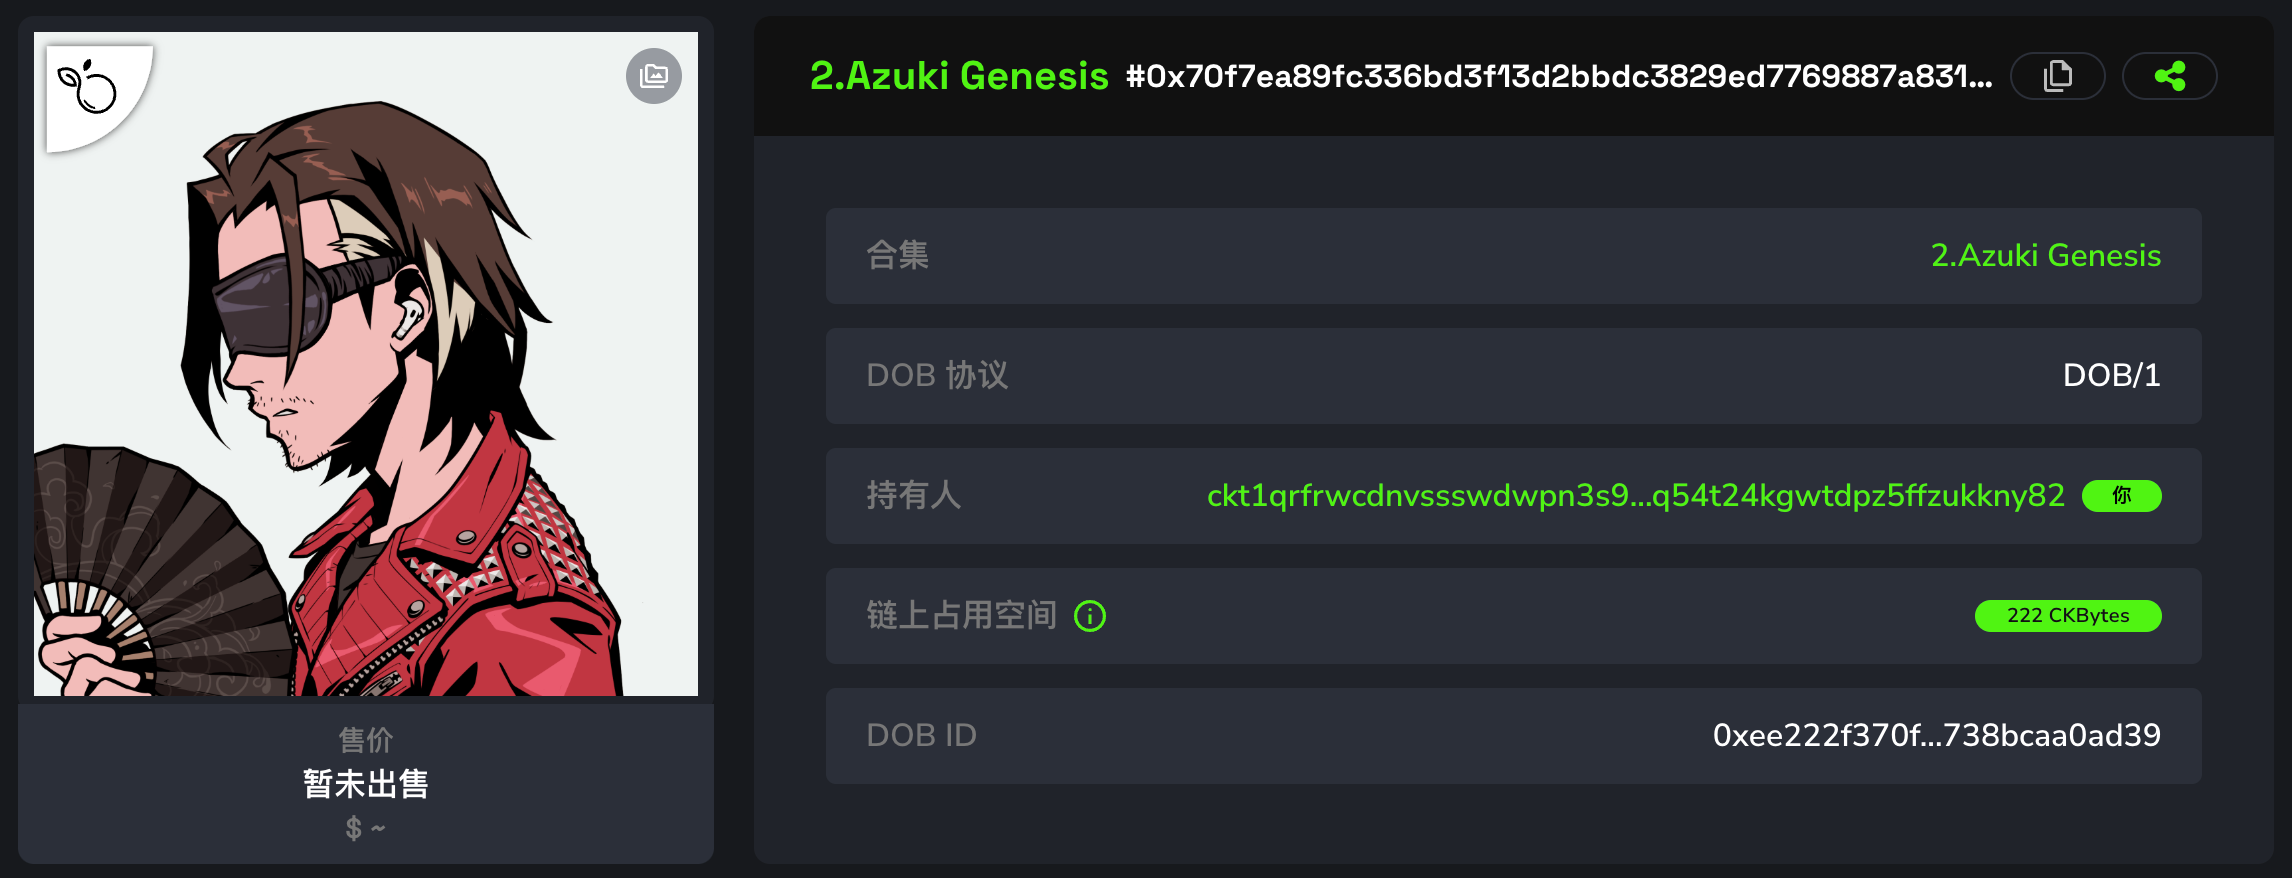 2.Azuki Genesis #0x70f7ea89fc336bd3f13d2bbdc3829ed7769887a831...
合集 2.Azuki Genesis
DOB 协议 DOB/1
持有人 ckt1qrfrwcdnvssswdwpn3s9...q54t24kgwtdpz5ffzukkny82 你
链上占用空间 222 CKBytes
DOB ID 0xee222f370f...738bcaa0ad39
售价
暂未出售
$ ~